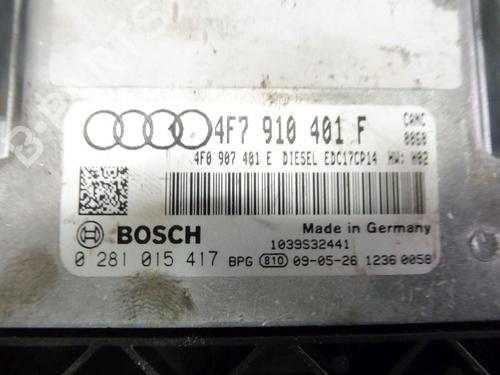 4F7 910 401 F
CAMC
0868
4F0 907 401 E DIESEL EDC17CP14 HW: H02
BOSCH
Made in Germany
1039S32441
0 281 015 417 BPG 810 09-05-26 1236 0058